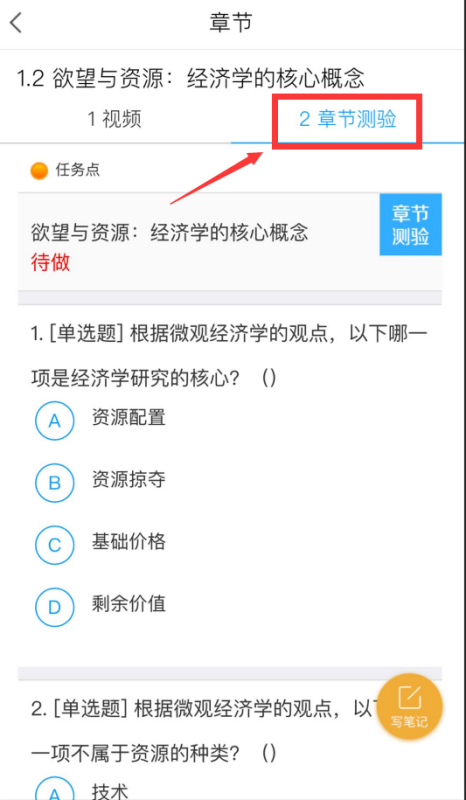 章节
1.2 欲望与资源：经济学的核心概念
1 视频
2 章节测验
任务点
章节
测验
欲望与资源：经济学的核心概念
待做
1. [单选题] 根据微观经济学的观点，以下哪一
项是经济学研究的核心？（）
A 资源配置
B 资源掠夺
C 基础价格
D 剩余价值
2. [单选题] 根据微观经济学的观点，以
写笔记
一项不属于资源的种类？（）
A 技术